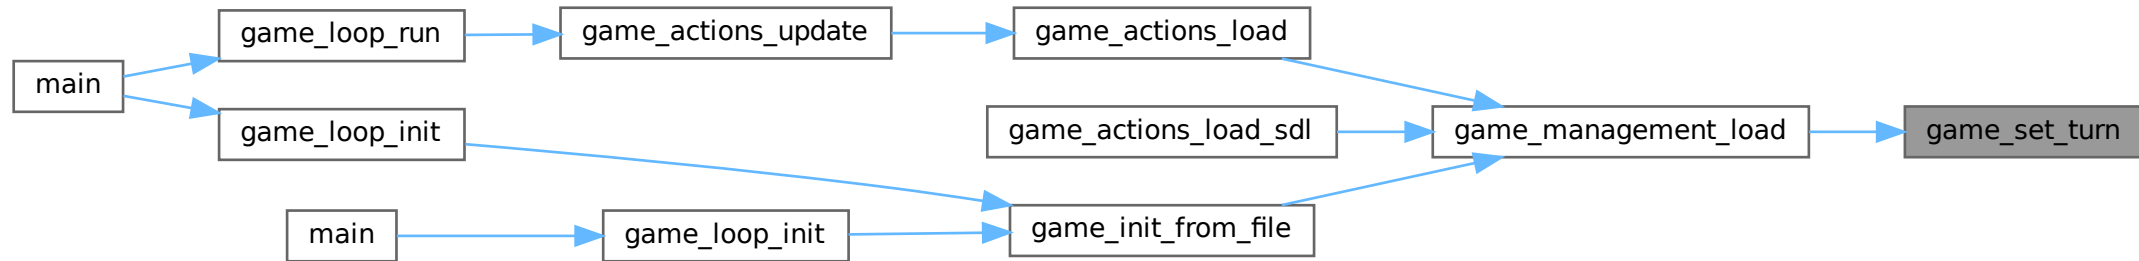 game_loop_run
game_actions_update
game_actions_load
main
game_loop_init
game_actions_load_sdl
game_management_load
game_set_turn
main
game_loop_init
game_init_from_file